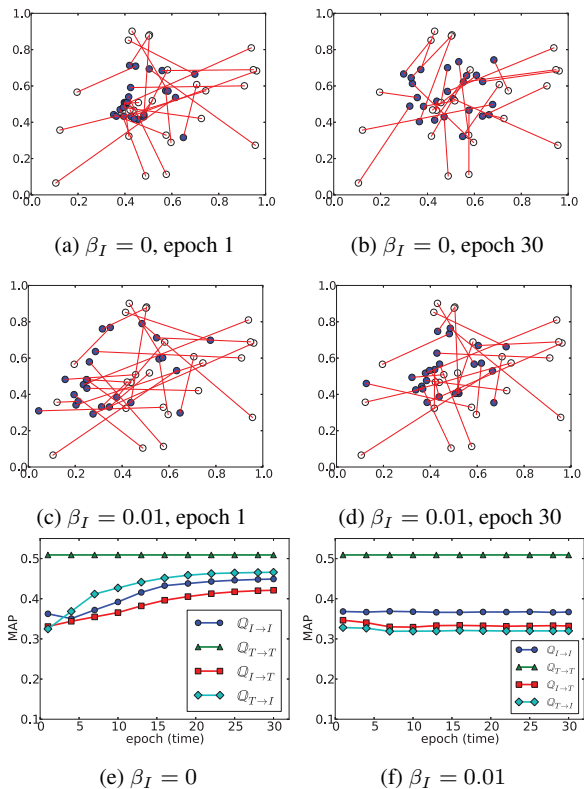 1.0
0.8
0.6
0.4
0.2
0.0
0.0 0.2 0.4 0.6 0.8 1.0
(a) β_I = 0, epoch 1
1.0
0.8
0.6
0.4
0.2
0.0
0.0 0.2 0.4 0.6 0.8 1.0
(b) β_I = 0, epoch 30
1.0
0.8
0.6
0.4
0.2
0.0
0.0 0.2 0.4 0.6 0.8 1.0
(c) β_I = 0.01, epoch 1
1.0
0.8
0.6
0.4
0.2
0.0
0.0 0.2 0.4 0.6 0.8 1.0
(d) β_I = 0.01, epoch 30
MAP
0.5
0.4
0.3
0.2
0.1
ℚ_{I→I}
ℚ_{T→T}
ℚ_{I→T}
ℚ_{T→I}
0 5 10 15 20 25 30
epoch (time)
(e) β_I = 0
MAP
0.5
0.4
0.3
0.2
0.1
ℚ_{I→I}
ℚ_{T→T}
ℚ_{I→T}
ℚ_{T→I}
0 5 10 15 20 25 30
epoch (time)
(f) β_I = 0.01